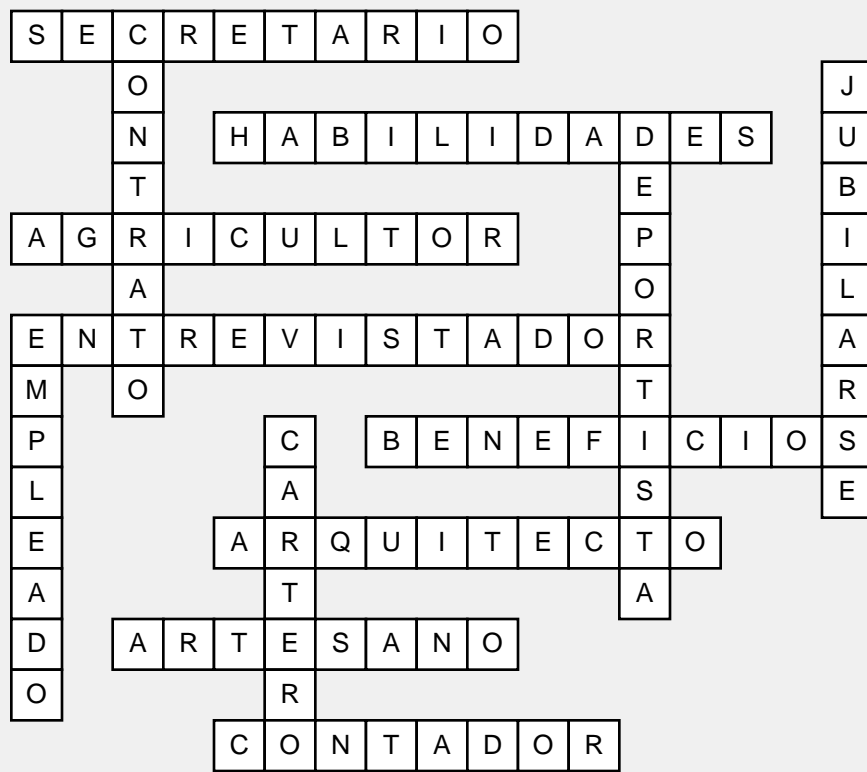 SECRETARIO
CONTRATO
JUBILARSE
HABILIDADES
DEPORTISTA
AGRICULTOR
ENTREVISTADOR
EMPLEADO
CARTERO
BENEFICIOS
ARQUITECTO
ARTESANO
CONTADOR